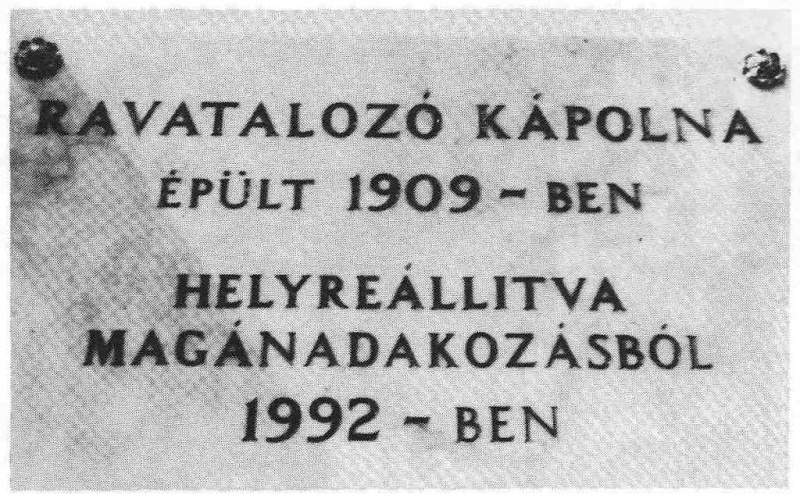 RAVATALOZÓ KÁPOLNA
ÉPÜLT 1909 - BEN
HELYREÁLLITVA
MAGÁNADAKOZÁSBÓL
1992 - BEN